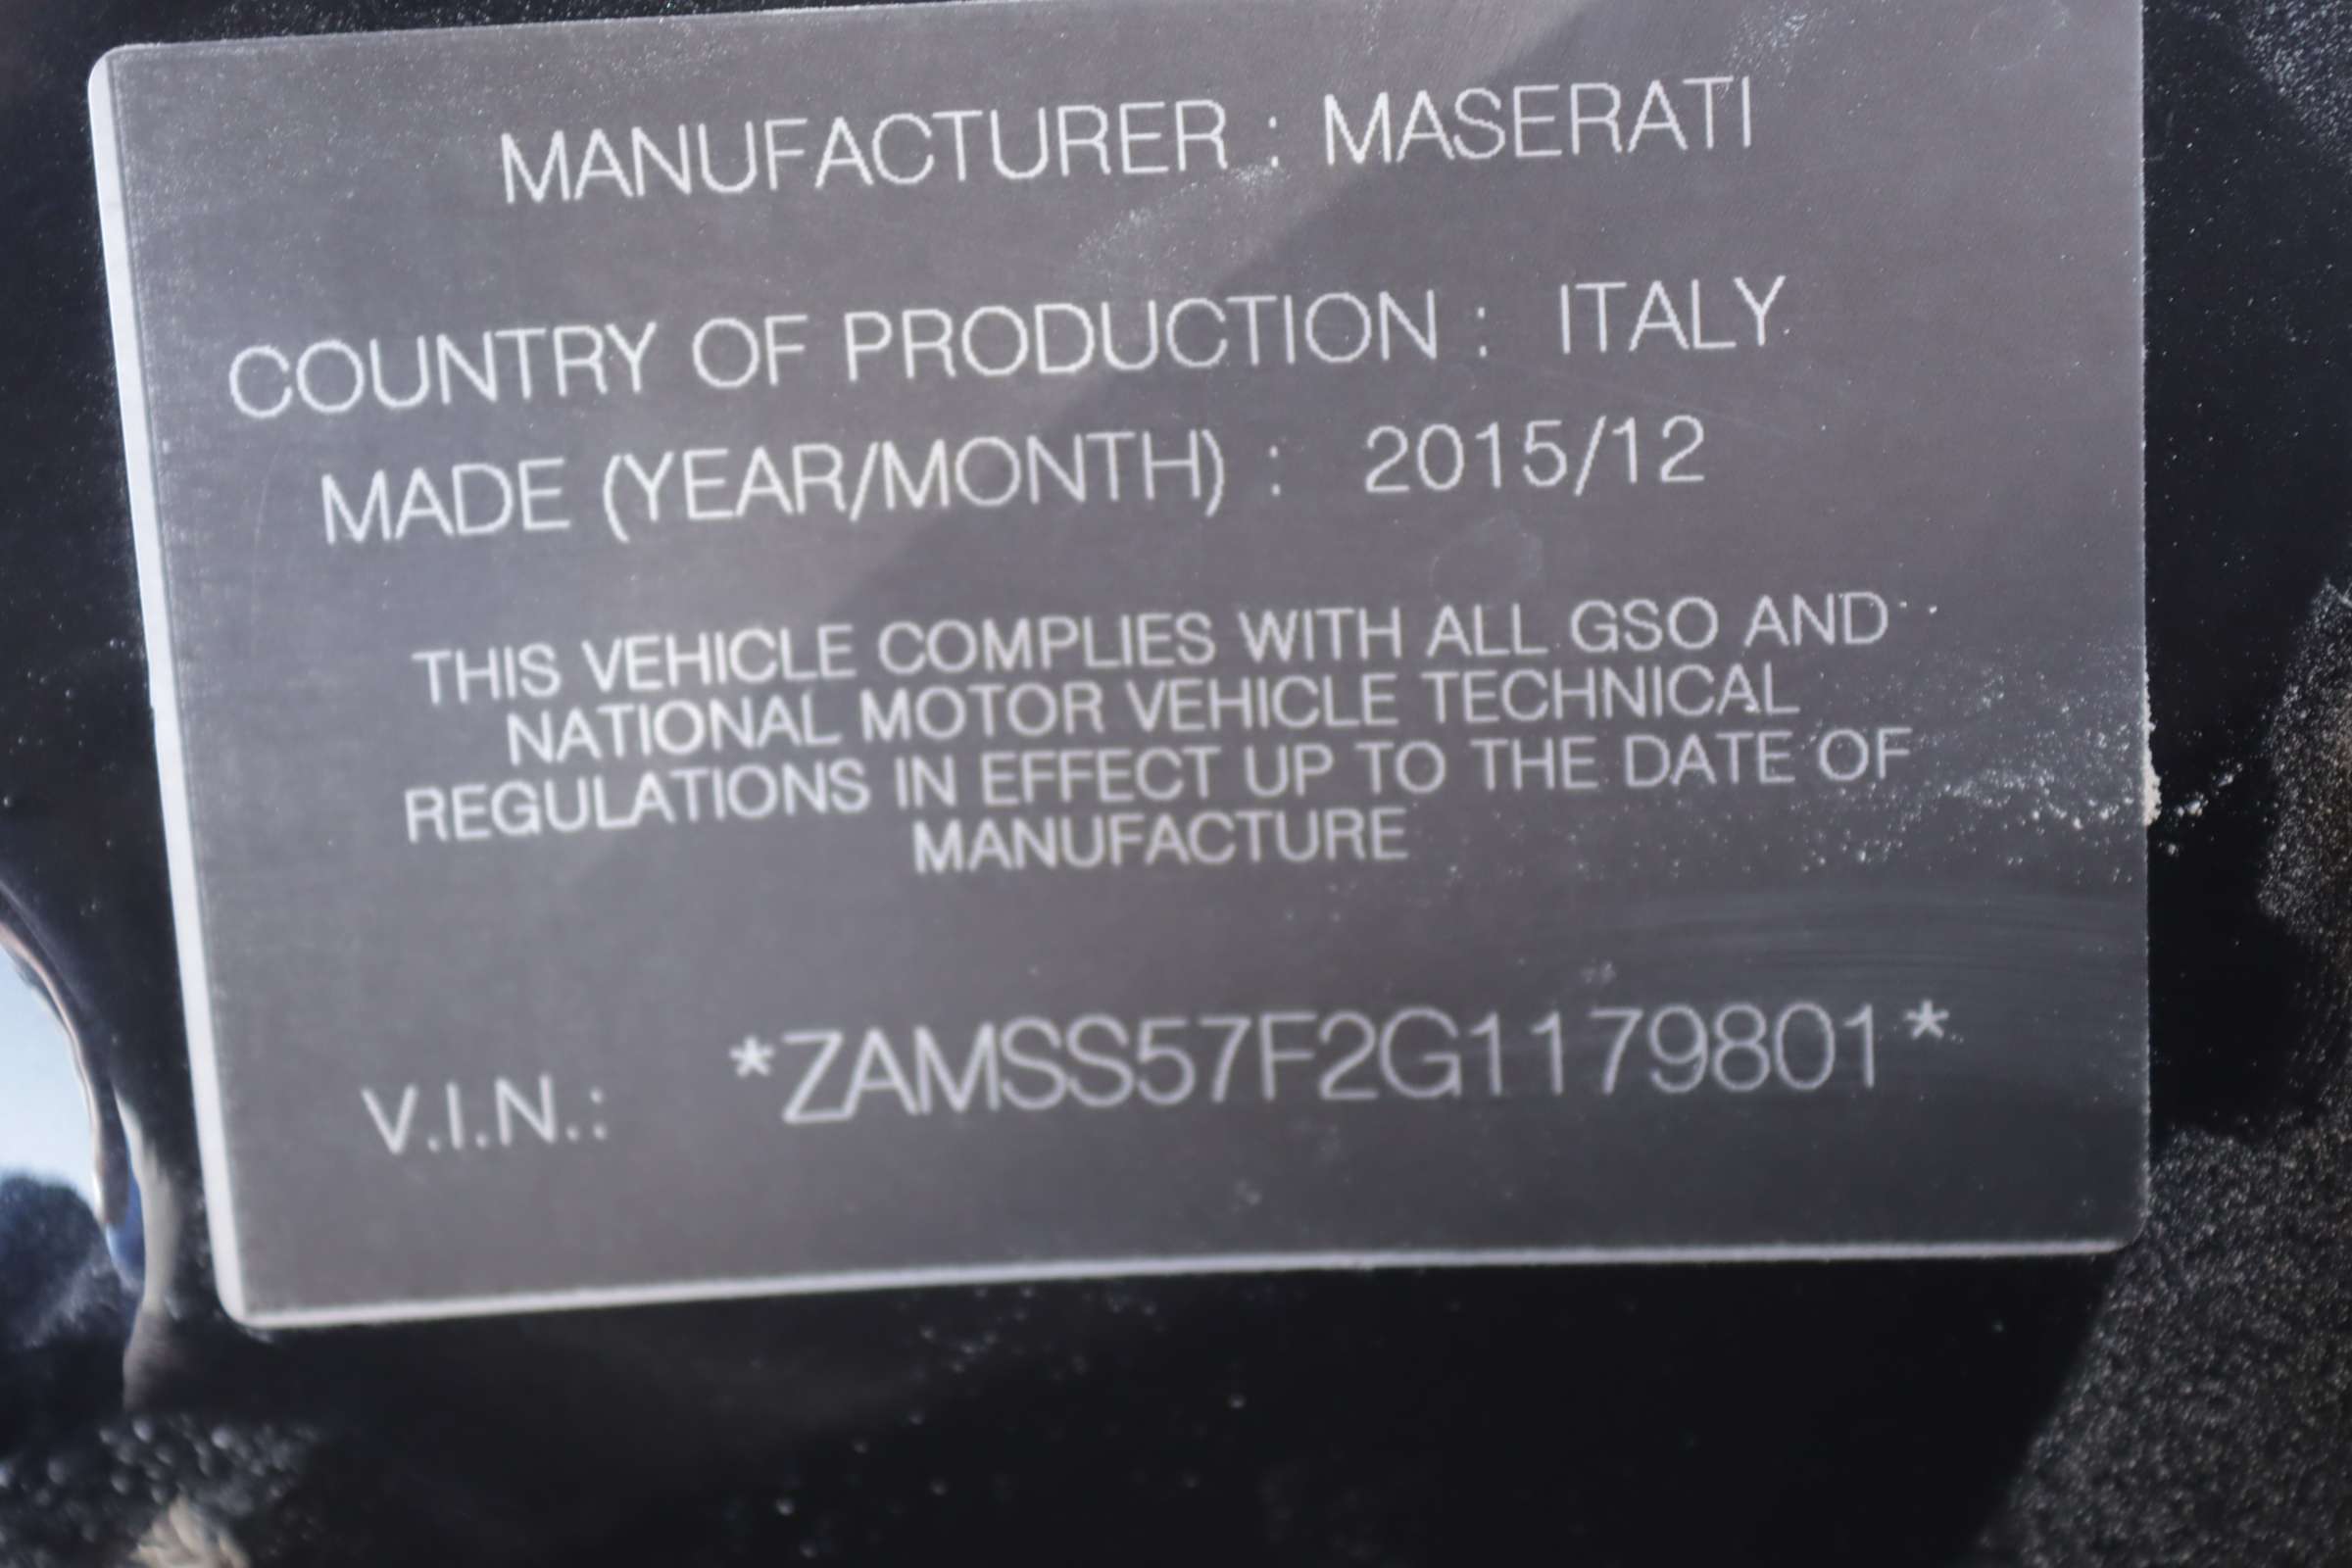 MANUFACTURER : MASERATI
COUNTRY OF PRODUCTION : ITALY
MADE (YEAR/MONTH) : 2015/12
THIS VEHICLE COMPLIES WITH ALL GSO AND
NATIONAL MOTOR VEHICLE TECHNICAL
REGULATIONS IN EFFECT UP TO THE DATE OF
MANUFACTURE
V.I.N.: *ZAMSS57F2G1179801*